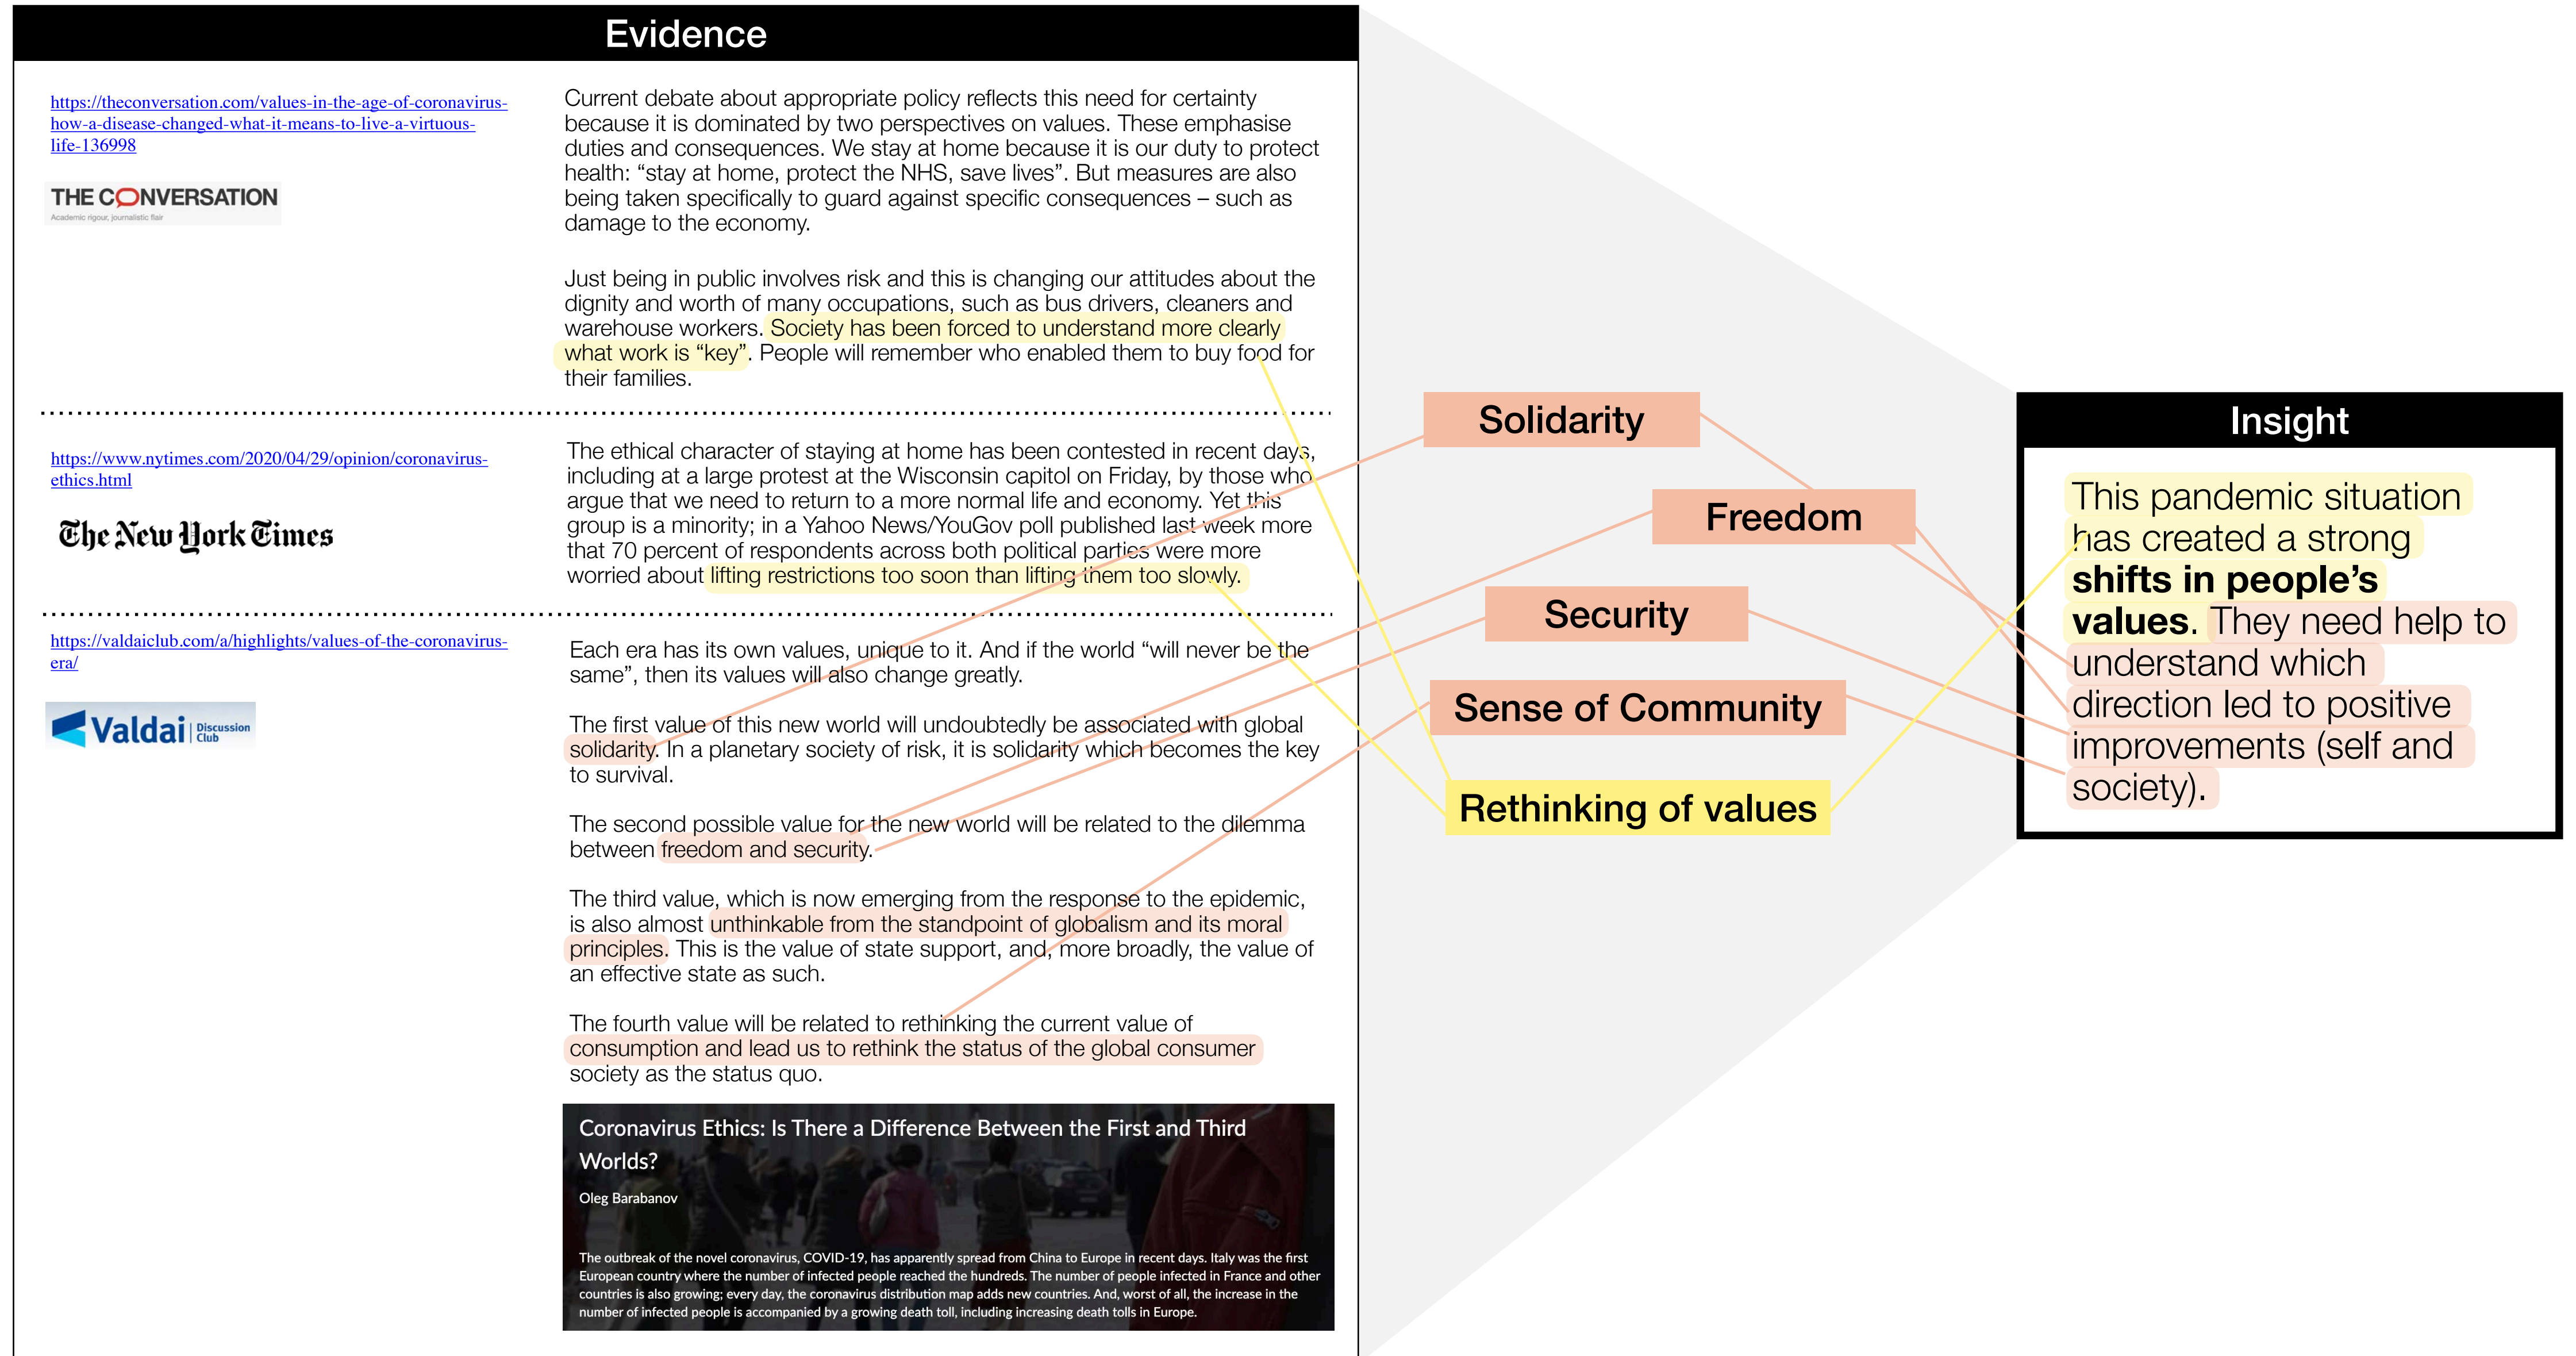 Evidence
https://theconversation.com/values-in-the-age-of-coronavirus-
how-a-disease-changed-what-it-means-to-live-a-virtuous-
life-136998
THE CONVERSATION
Academic rigour, journalistic flair
Current debate about appropriate policy reflects this need for certainty
because it is dominated by two perspectives on values. These emphasise
duties and consequences. We stay at home because it is our duty to protect
health: “stay at home, protect the NHS, save lives”. But measures are also
being taken specifically to guard against specific consequences – such as
damage to the economy.
Just being in public involves risk and this is changing our attitudes about the
dignity and worth of many occupations, such as bus drivers, cleaners and
warehouse workers. Society has been forced to understand more clearly
what work is “key”. People will remember who enabled them to buy food for
their families.
https://www.nytimes.com/2020/04/29/opinion/coronavirus-
ethics.html
The New York Times
The ethical character of staying at home has been contested in recent days,
including at a large protest at the Wisconsin capitol on Friday, by those who
argue that we need to return to a more normal life and economy. Yet this
group is a minority; in a Yahoo News/YouGov poll published last week more
that 70 percent of respondents across both political parties were more
worried about lifting restrictions too soon than lifting them too slowly.
https://valdaiclub.com/a/highlights/values-of-the-coronavirus-
era/
Valdai Discussion
Club
Each era has its own values, unique to it. And if the world “will never be the
same”, then its values will also change greatly.
The first value of this new world will undoubtedly be associated with global
solidarity. In a planetary society of risk, it is solidarity which becomes the key
to survival.
The second possible value for the new world will be related to the dilemma
between freedom and security.
The third value, which is now emerging from the response to the epidemic,
is also almost unthinkable from the standpoint of globalism and its moral
principles. This is the value of state support, and, more broadly, the value of
an effective state as such.
The fourth value will be related to rethinking the current value of
consumption and lead us to rethink the status of the global consumer
society as the status quo.
Coronavirus Ethics: Is There a Difference Between the First and Third
Worlds?
Oleg Barabanov
The outbreak of the novel coronavirus, COVID-19, has apparently spread from China to Europe in recent days. Italy was the first
European country where the number of infected people reached the hundreds. The number of people infected in France and other
countries is also growing; every day, the coronavirus distribution map adds new countries. And, worst of all, the increase in the
number of infected people is accompanied by a growing death toll, including increasing death tolls in Europe.
Solidarity
Freedom
Security
Sense of Community
Rethinking of values
Insight
This pandemic situation
has created a strong
shifts in people’s
values. They need help to
understand which
direction led to positive
improvements (self and
society).